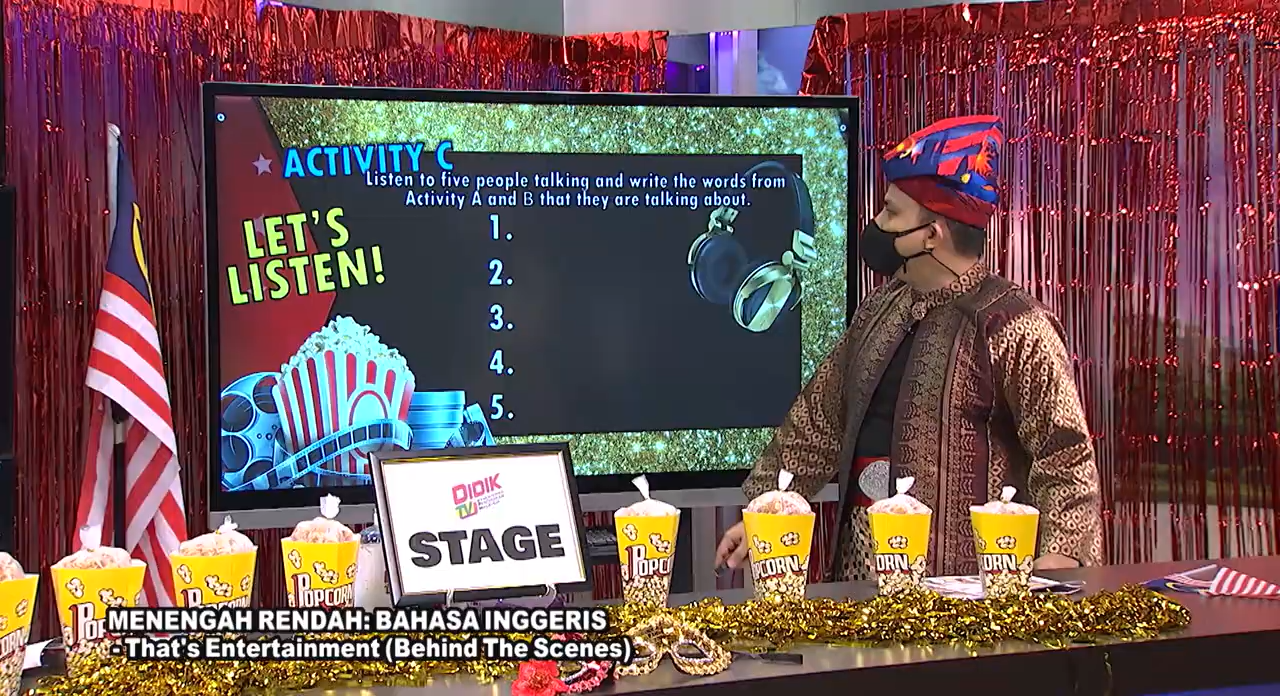 ACTIVITY C
Listen to five people talking and write the words from
Activity A and B that they are talking about.
LET'S
LISTEN!
1.
2.
3.
4.
5.
DIDIK
TV
STAGE
POPCORN
POPCORN
POPCORN
CORN
CORN
MENENGAH RENDAH: BAHASA INGGERIS
- That's Entertainment (Behind The Scenes)